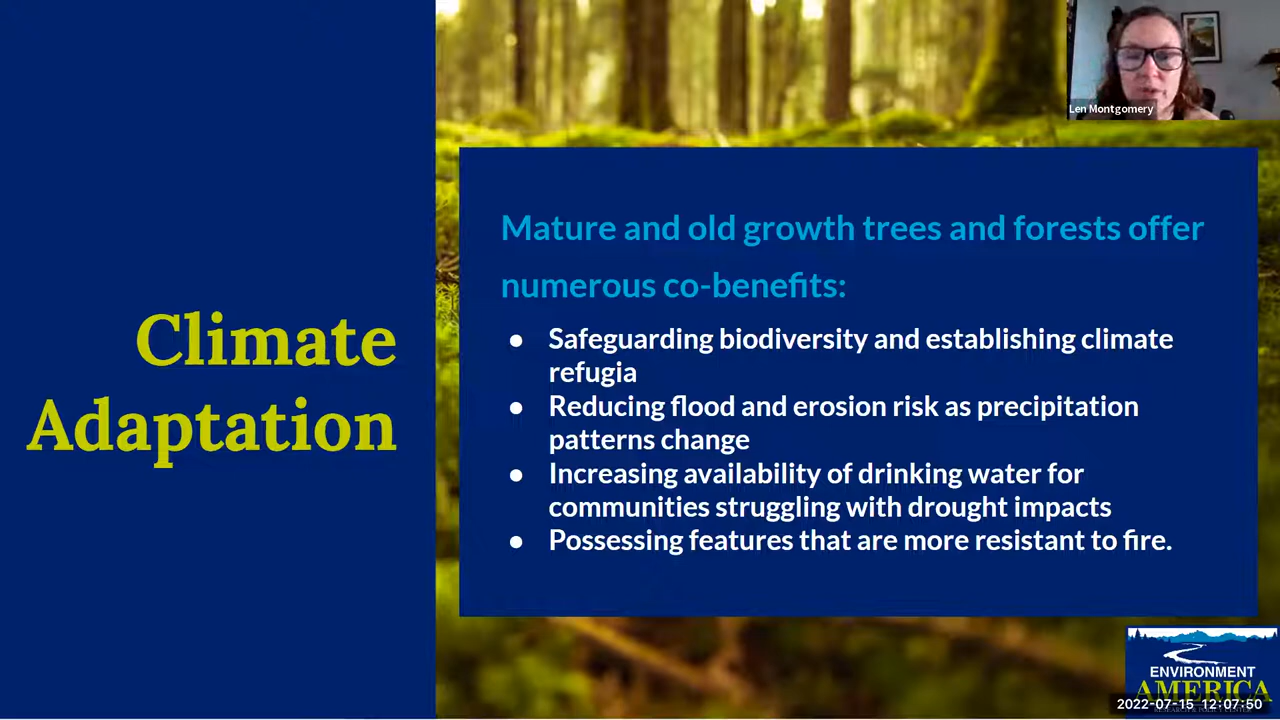 Climate
Adaptation
Len Montgomery
Mature and old growth trees and forests offer
numerous co-benefits:
● Safeguarding biodiversity and establishing climate
refugia
● Reducing flood and erosion risk as precipitation
patterns change
● Increasing availability of drinking water for
communities struggling with drought impacts
● Possessing features that are more resistant to fire.
ENVIRONMENT
AMERICA
2022-07-15 12:07:50